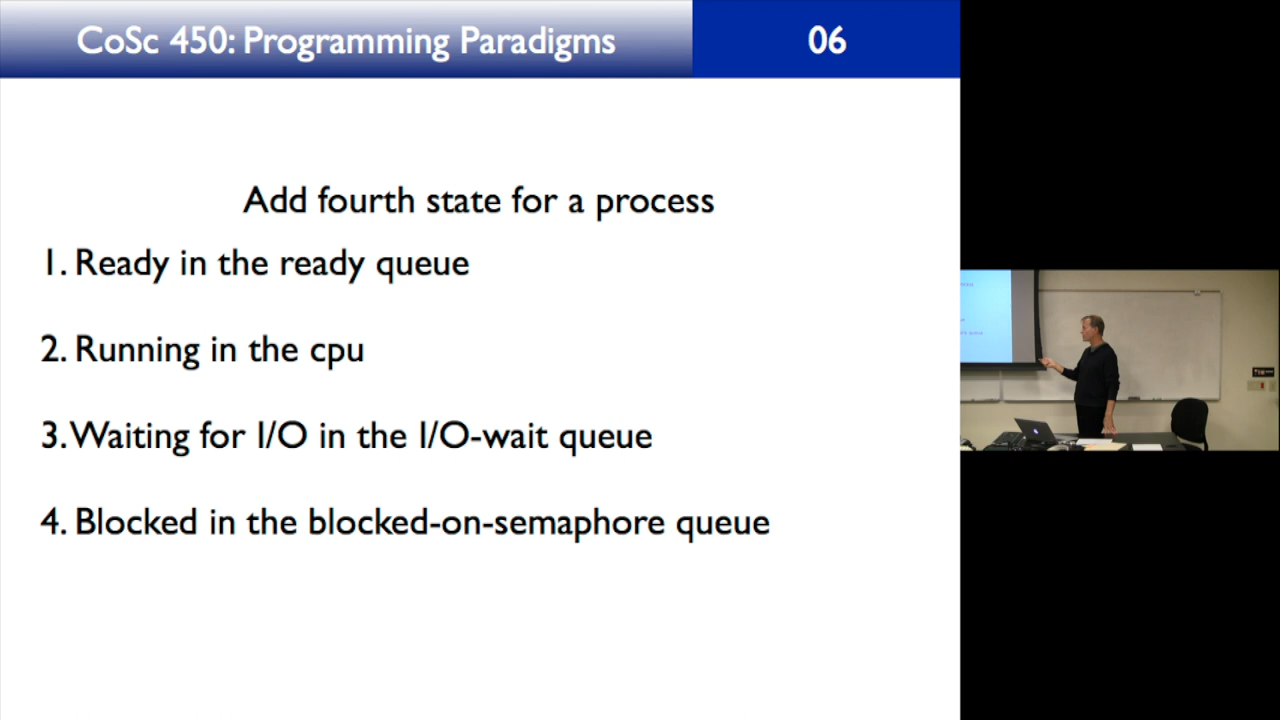 CoSc 450: Programming Paradigms
06
Add fourth state for a process
1. Ready in the ready queue
2. Running in the cpu
3. Waiting for I/O in the I/O-wait queue
4. Blocked in the blocked-on-semaphore queue